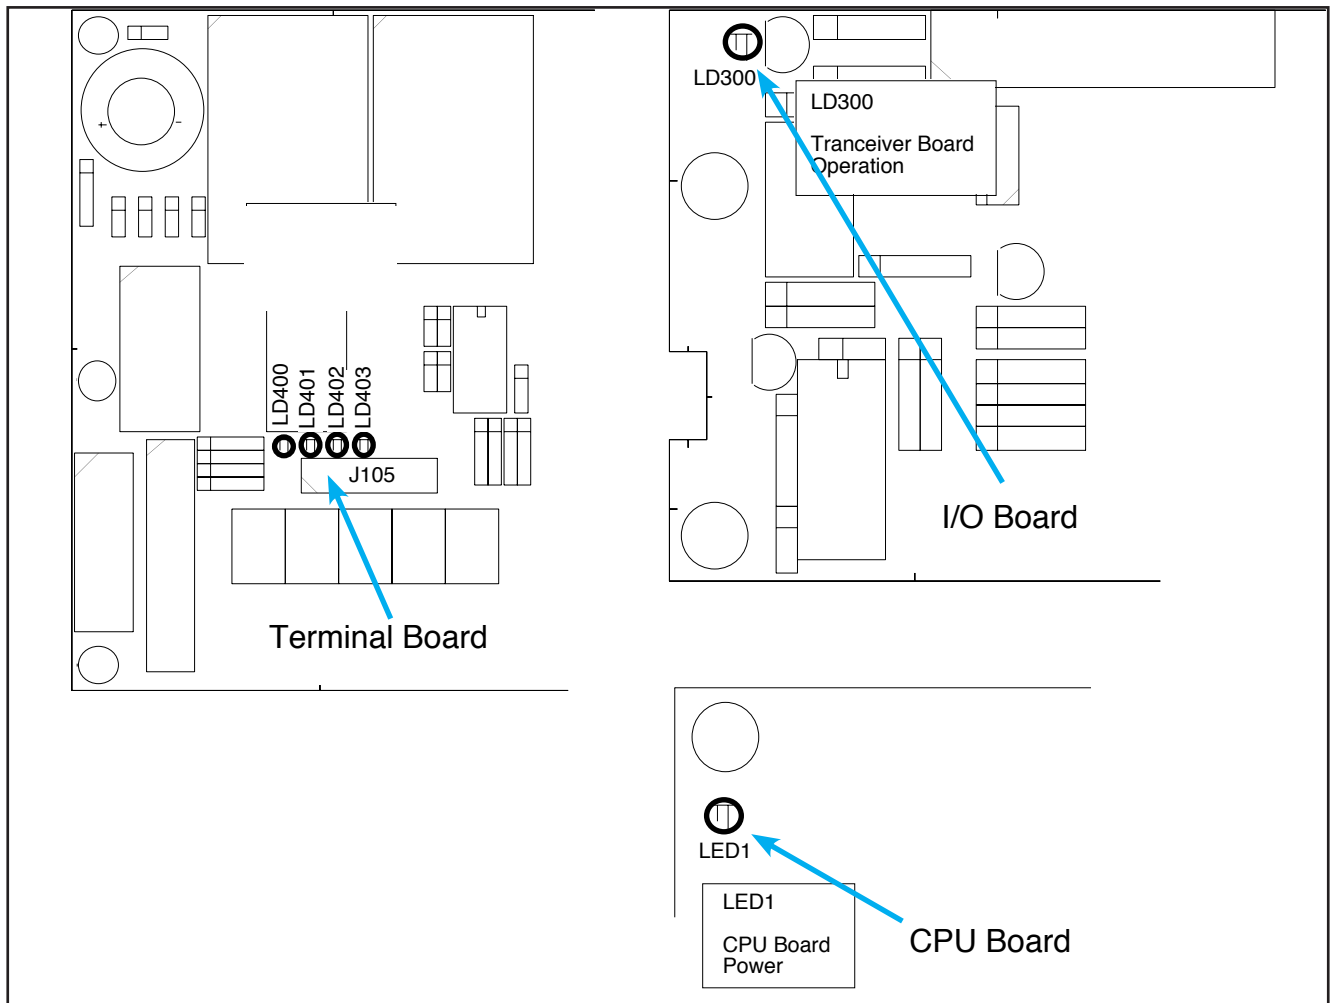 LD300
LD300
Tranceiver Board
Operation
+
−
LD400
LD401
LD402
LD403
J105
I/O Board
Terminal Board
LED1
LED1
CPU Board
Power
CPU Board